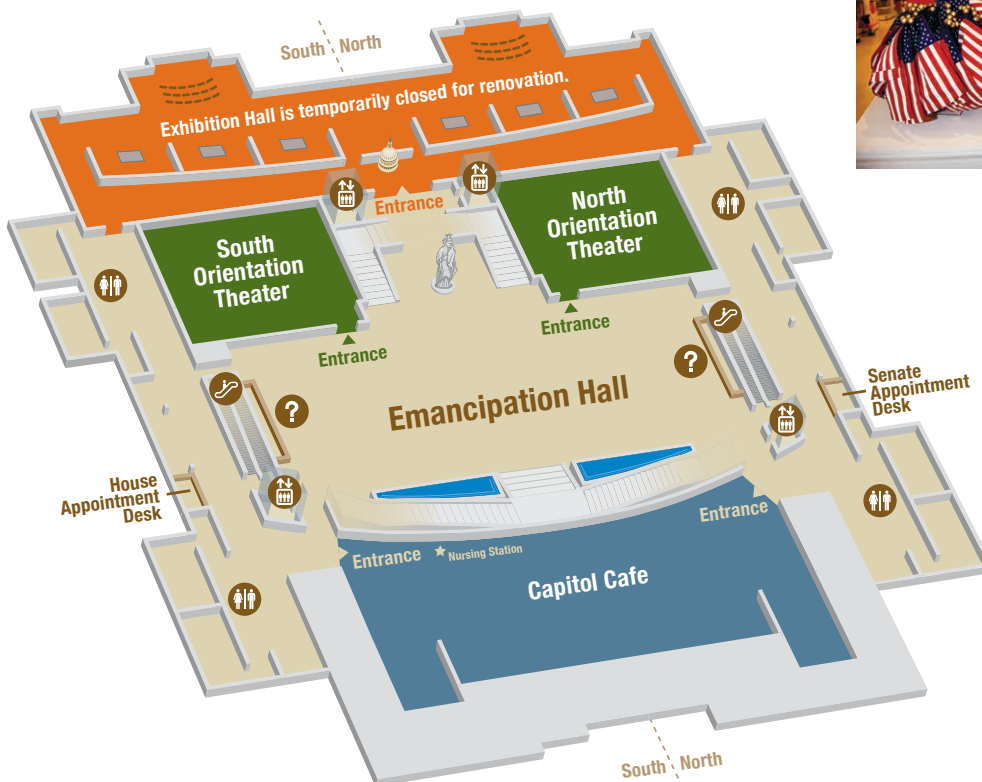 South North
Exhibition Hall is temporarily closed for renovation.
Entrance
North
Orientation
Theater
South
Orientation
Theater
Entrance
Entrance
?
Senate
Appointment
Desk
Emancipation Hall
?
House
Appointment
Desk
Entrance
Entrance
Nursing Station
Capitol Cafe
South North